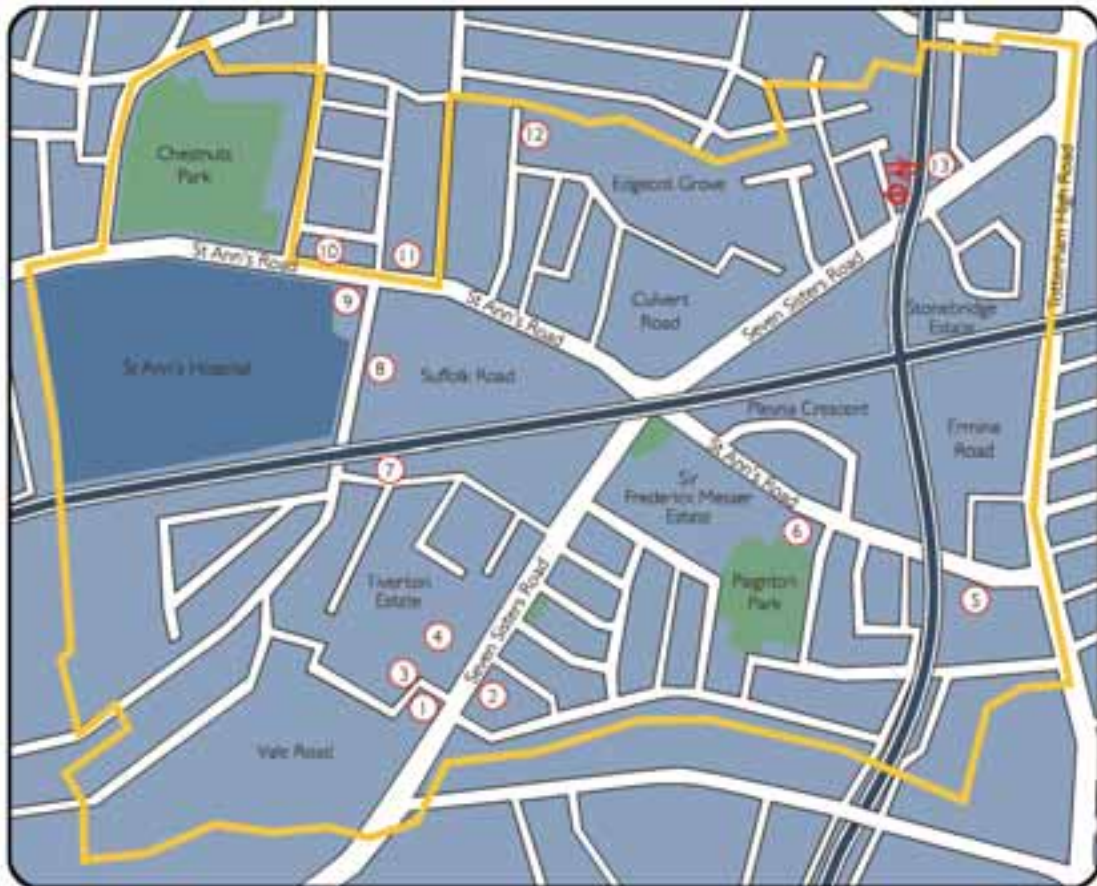 12
Chestnuts
Park
Edgecot Grove
13
Tottenham High Road
10
11
St Ann's Road
9
St Ann's Road
Culvert
Road
Seven Sisters Road
Stonebridge
Estate
St Ann's Hospital
8
Suffolk Road
Plevna Crescent
Ermine
Road
7
St Ann's Road
Sir
Frederick Messer
Estate
6
Tiverton
Estate
Paignton
Park
5
Seven Sisters Road
4
3
2
1
Vale Road